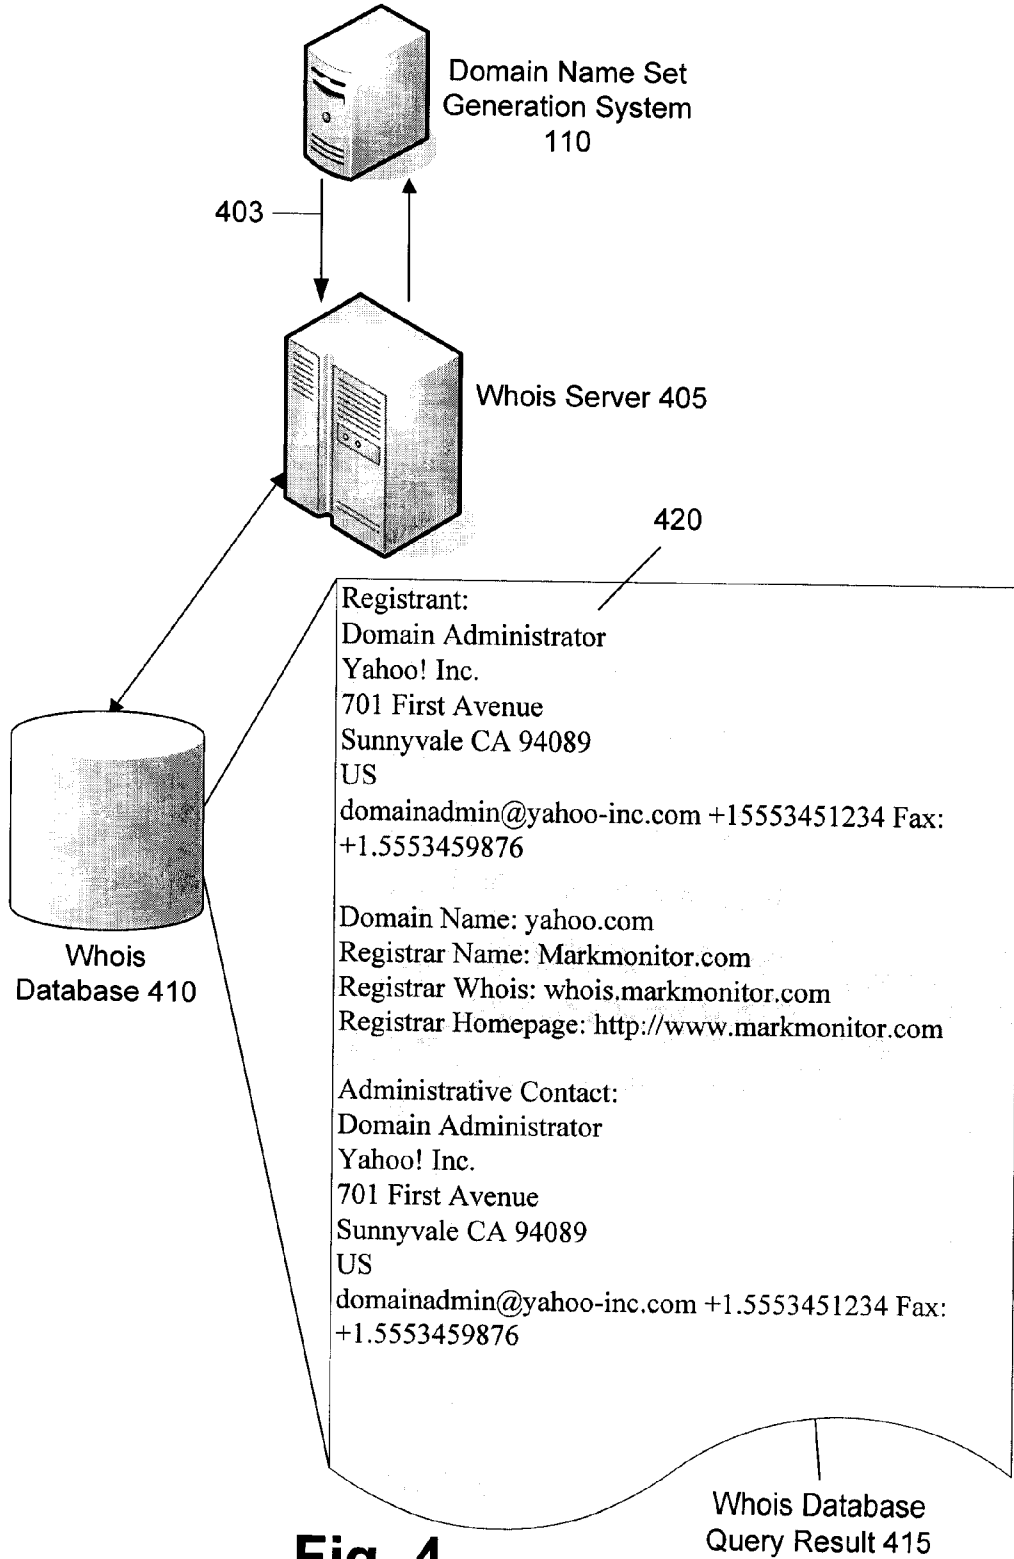 Domain Name Set
Generation System
110
403
Whois Server 405
420
Registrant:
Domain Administrator
Yahoo! Inc.
701 First Avenue
Sunnyvale CA 94089
US
domainadmin@yahoo-inc.com +15553451234 Fax:
+1.5553459876
Domain Name: yahoo.com
Registrar Name: Markmonitor.com
Registrar Whois: whois.markmonitor.com
Registrar Homepage: http://www.markmonitor.com
Administrative Contact:
Domain Administrator
Yahoo! Inc.
701 First Avenue
Sunnyvale CA 94089
US
domainadmin@yahoo-inc.com +1.5553451234 Fax:
+1.5553459876
Whois
Database 410
Whois Database
Query Result 415
Fig. 4